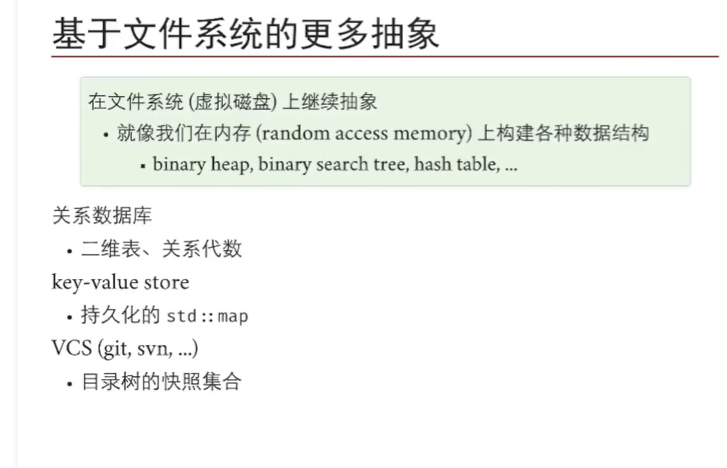 基于文件系统的更多抽象
在文件系统 (虚拟磁盘) 上继续抽象
• 就像我们在内存 (random access memory) 上构建各种数据结构
▪ binary heap, binary search tree, hash table, ...
关系数据库
• 二维表、关系代数
key-value store
• 持久化的 std::map
VCS (git, svn, ...)
• 目录树的快照集合